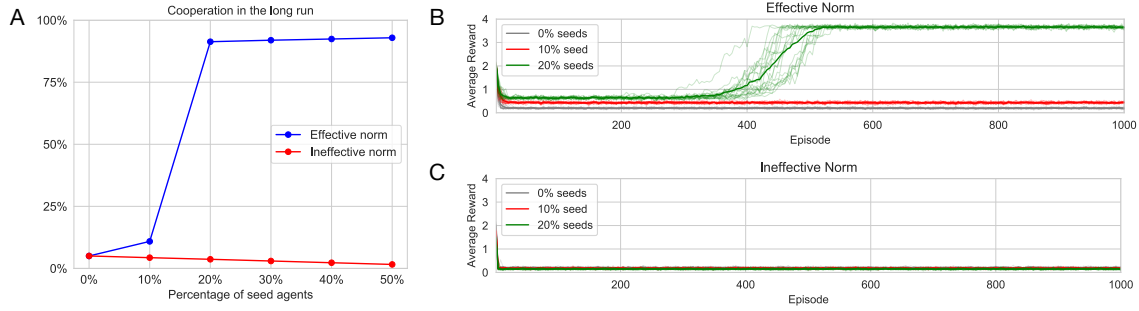 A
Cooperation in the long run
100%
75%
50%
25%
0%
Effective norm
Ineffective norm
0% 10% 20% 30% 40% 50%
Percentage of seed agents
B
Effective Norm
Average Reward
4
3
2
1
0
0% seeds
10% seed
20% seeds
200 400 600 800 1000
Episode
C
Ineffective Norm
Average Reward
4
3
2
1
0
0% seeds
10% seed
20% seeds
200 400 600 800 1000
Episode